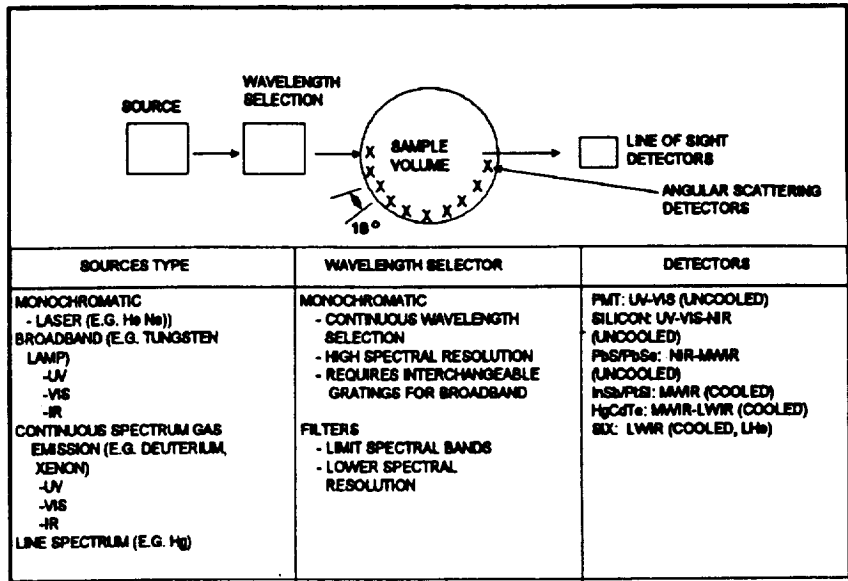 SOURCE
WAVELENGTH
SELECTION
SAMPLE
VOLUME
LINE OF SIGHT
DETECTORS
ANGULAR SCATTERING
DETECTORS
X X X X X X X X X X X
18°
SOURCES TYPE
MONOCHROMATIC
- LASER (E.G. He Ne))
BROADBAND (E.G. TUNGSTEN
LAMP)
-UV
-VIS
-IR
CONTINUOUS SPECTRUM GAS
EMISSION (E.G. DEUTERIUM,
XENON)
-UV
-VIS
-IR
LINE SPECTRUM (E.G. Hg)
WAVELENGTH SELECTOR
MONOCHROMATIC
- CONTINUOUS WAVELENGTH
SELECTION
- HIGH SPECTRAL RESOLUTION
- REQUIRES INTERCHANGEABLE
GRATINGS FOR BROADBAND
FILTERS
- LIMIT SPECTRAL BANDS
- LOWER SPECTRAL
RESOLUTION
DETECTORS
PMT: UV-VIS (UNCOOLED)
SILICON: UV-VIS-NIR
(UNCOOLED)
PbS/PbSe: NIR-MWIR
(UNCOOLED)
InSb/PtSi: MWIR (COOLED)
HgCdTe: MWIR-LWIR (COOLED)
SiX: LWIR (COOLED, LHe)